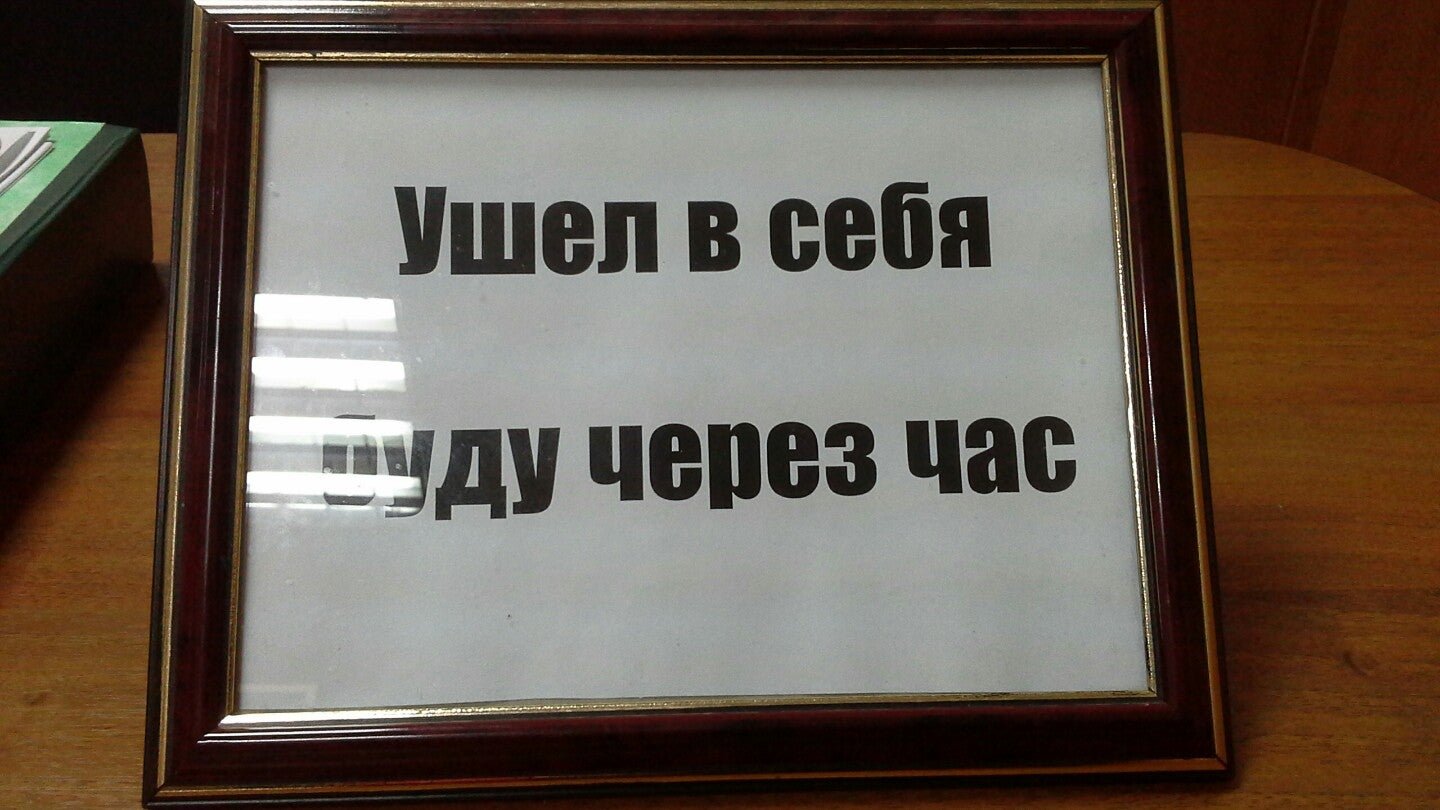 Ушел в себя
буду через час